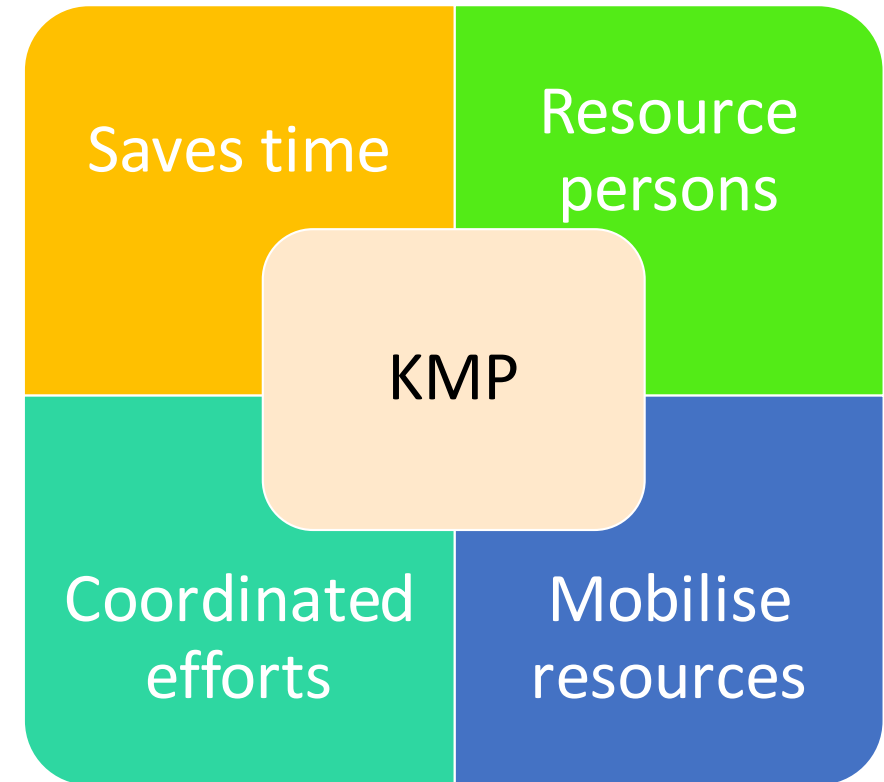 Saves time
Resource
persons
KMP
Coordinated
efforts
Mobilise
resources